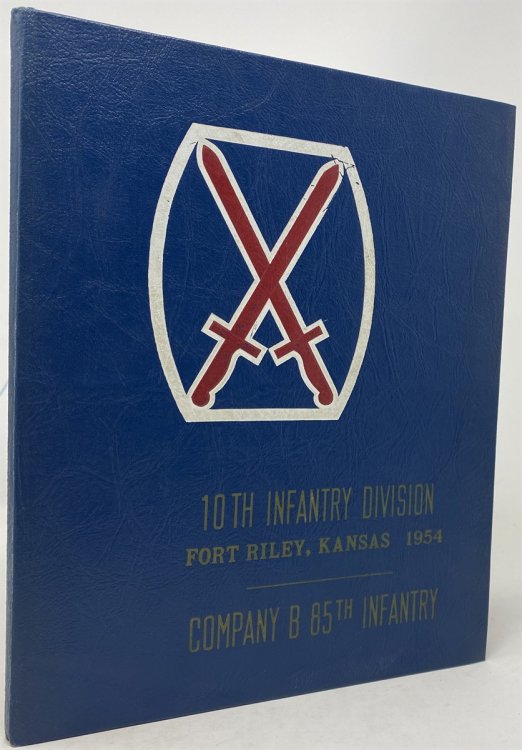 10TH INFANTRY DIVISION
FORT RILEY, KANSAS 1954
COMPANY B 85TH INFANTRY